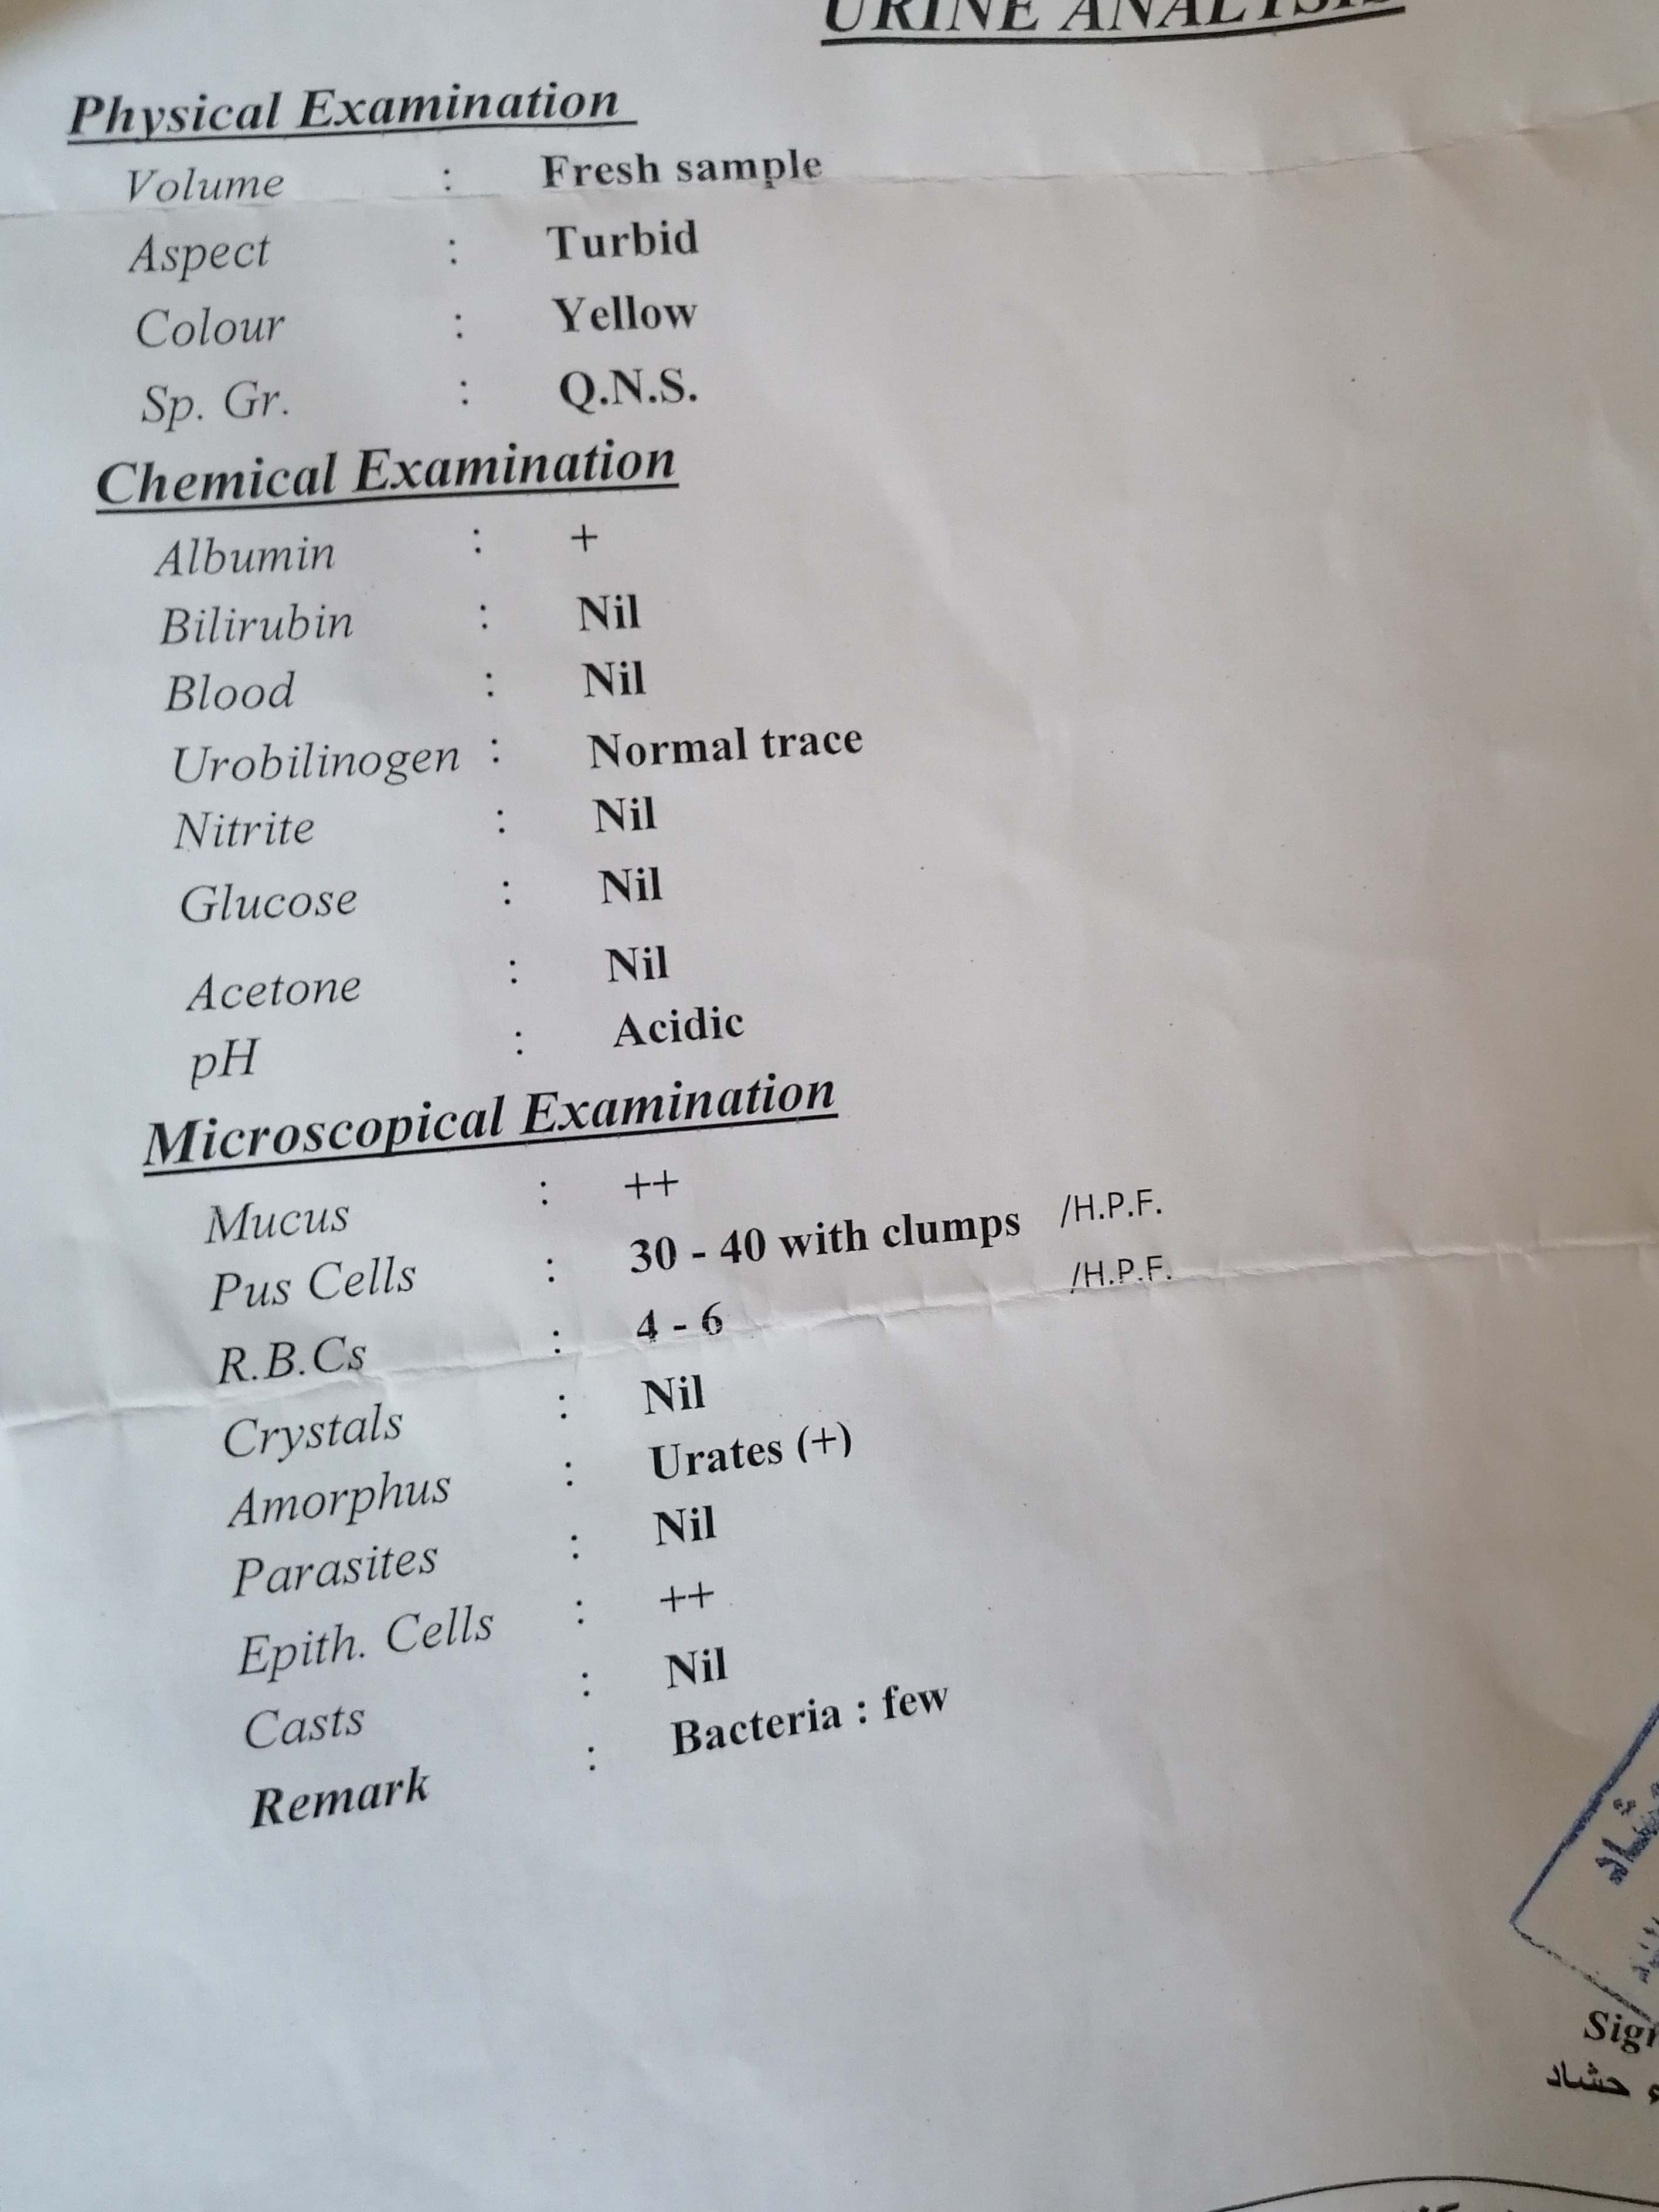 URINE ANALYSIS
Physical Examination
Volume : Fresh sample
Aspect : Turbid
Colour : Yellow
Sp. Gr. : Q.N.S.
Chemical Examination
Albumin : +
Bilirubin : Nil
Blood : Nil
Urobilinogen : Normal trace
Nitrite : Nil
Glucose : Nil
Acetone : Nil
pH : Acidic
Microscopical Examination
Mucus : ++
Pus Cells : 30 - 40 with clumps /H.P.F.
R.B.Cs : 4 - 6 /H.P.F.
Crystals : Nil
Amorphus : Urates (+)
Parasites : Nil
Epith. Cells : ++
Casts : Nil
Remark : Bacteria : few
حشاد